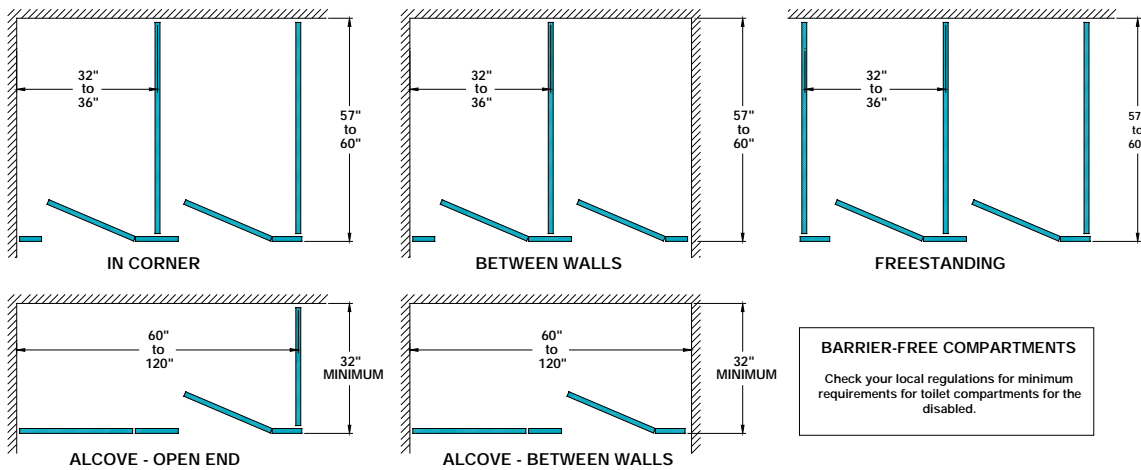 32"
to
36"
57"
to
60"
IN CORNER
32"
to
36"
57"
to
60"
BETWEEN WALLS
32"
to
36"
57
to
60
FREESTANDING
60"
to
120"
32"
MINIMUM
ALCOVE - OPEN END
60"
to
120"
32"
MINIMUM
ALCOVE - BETWEEN WALLS
BARRIER-FREE COMPARTMENTS
Check your local regulations for minimum
requirements for toilet compartments for the
disabled.